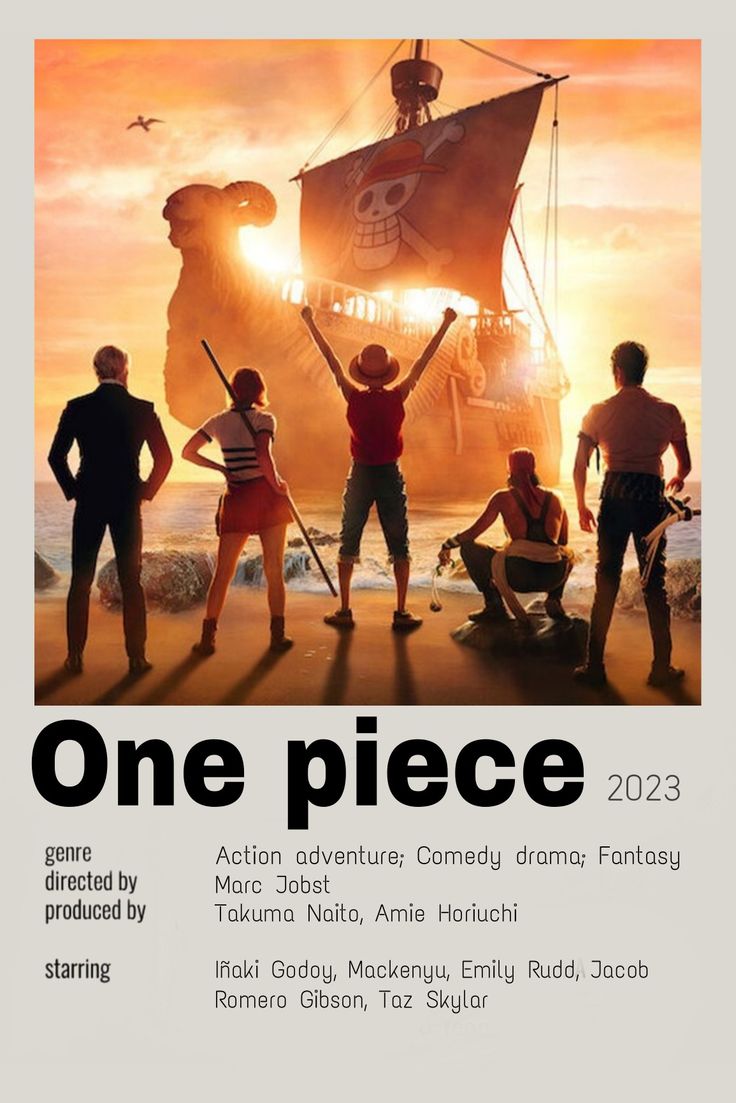 One piece 2023
genre Action adventure; Comedy drama; Fantasy
directed by Marc Jobst
produced by Takuma Naito, Amie Horiuchi
starring Iñaki Godoy, Mackenyu, Emily Rudd, Jacob
Romero Gibson, Taz Skylar